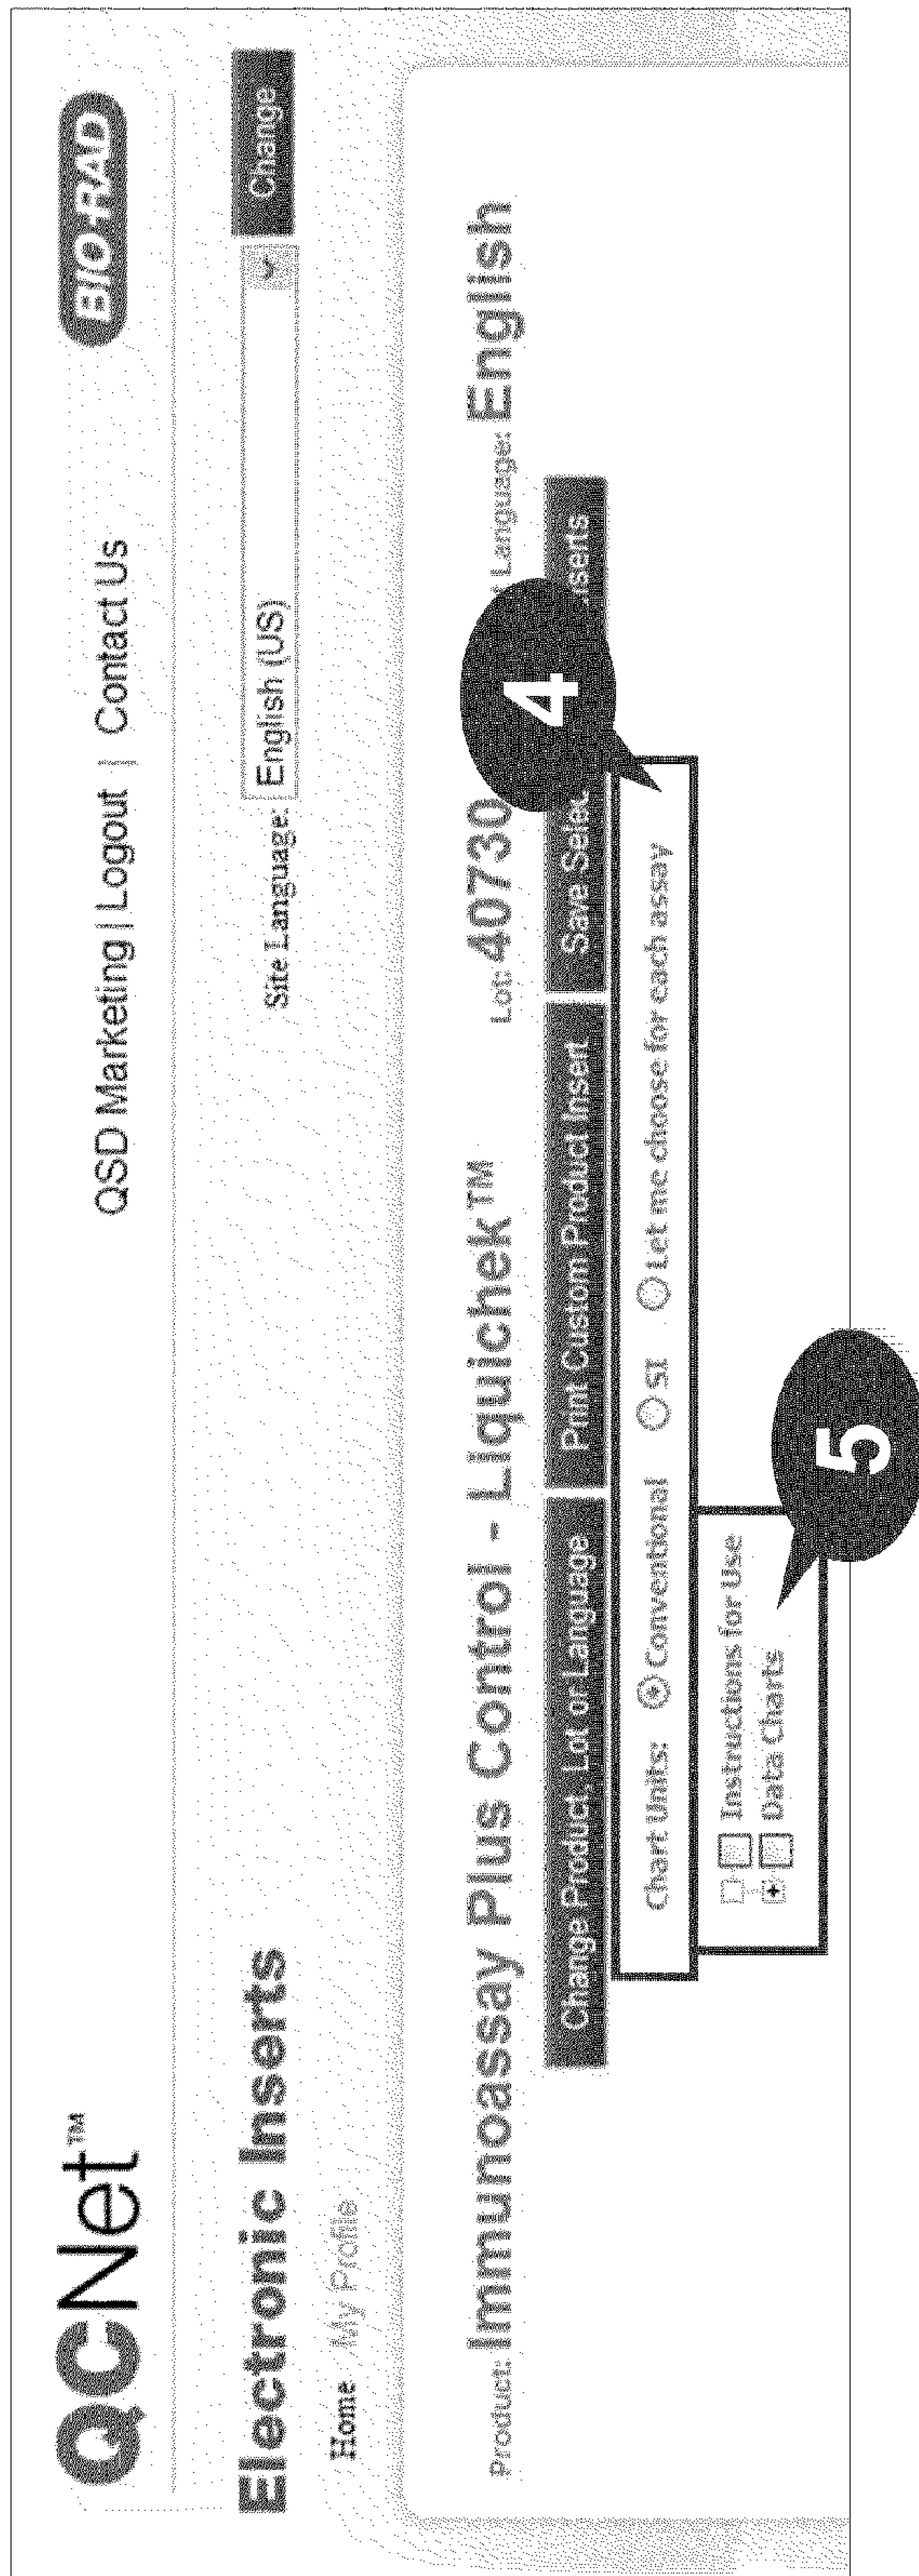 QCNet™
BIO-RAD
QSD Marketing | Logout | Contact Us
Electronic Inserts
Site Language: English (US) Change
Home My Profile
Product: Immunoassay Plus Control - Liquichek™ Lot: 40730 Language: English
Change Product, Lot or Language Print Custom Product Insert Save
4
Chart Units: Conventional SI Let me choose for each assay
Instructions for Use
Data Charts
5